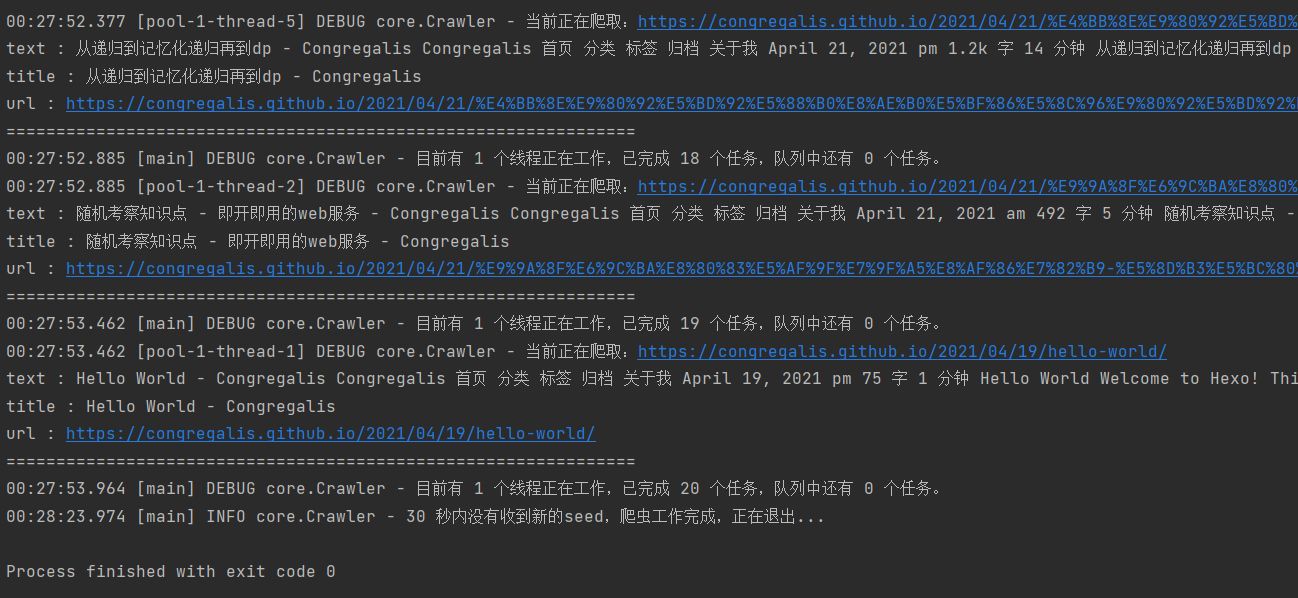 00:27:52.377 [pool-1-thread-5] DEBUG core.Crawler - 当前正在爬取：https://congregalis.github.io/2021/04/21/%E4%BB%8E%E9%80%92%E5%BD%
text : 从递归到记忆化递归再到dp - Congregalis Congregalis 首页 分类 标签 归档 关于我 April 21, 2021 pm 1.2k 字 14 分钟 从递归到记忆化递归再到dp
title : 从递归到记忆化递归再到dp - Congregalis
url : https://congregalis.github.io/2021/04/21/%E4%BB%8E%E9%80%92%E5%BD%92%E5%88%B0%E8%AE%B0%E5%BF%86%E5%8C%96%E9%80%92%E5%BD%92%
===============================================================
00:27:52.885 [main] DEBUG core.Crawler - 目前有 1 个线程正在工作，已完成 18 个任务，队列中还有 0 个任务。
00:27:52.885 [pool-1-thread-2] DEBUG core.Crawler - 当前正在爬取：https://congregalis.github.io/2021/04/21/%E9%9A%8F%E6%9C%BA%E8%80%
text : 随机考察知识点 - 即开即用的web服务 - Congregalis Congregalis 首页 分类 标签 归档 关于我 April 21, 2021 am 492 字 5 分钟 随机考察知识点 -
title : 随机考察知识点 - 即开即用的web服务 - Congregalis
url : https://congregalis.github.io/2021/04/21/%E9%9A%8F%E6%9C%BA%E8%80%83%E5%AF%9F%E7%9F%A5%E8%AF%86%E7%82%B9-%E5%8D%B3%E5%BC%80%
===============================================================
00:27:53.462 [main] DEBUG core.Crawler - 目前有 1 个线程正在工作，已完成 19 个任务，队列中还有 0 个任务。
00:27:53.462 [pool-1-thread-1] DEBUG core.Crawler - 当前正在爬取：https://congregalis.github.io/2021/04/19/hello-world/
text : Hello World - Congregalis Congregalis 首页 分类 标签 归档 关于我 April 19, 2021 pm 75 字 1 分钟 Hello World Welcome to Hexo! Thi
title : Hello World - Congregalis
url : https://congregalis.github.io/2021/04/19/hello-world/
===============================================================
00:27:53.964 [main] DEBUG core.Crawler - 目前有 1 个线程正在工作，已完成 20 个任务，队列中还有 0 个任务。
00:28:23.974 [main] INFO core.Crawler - 30 秒内没有收到新的seed，爬虫工作完成，正在退出...
Process finished with exit code 0